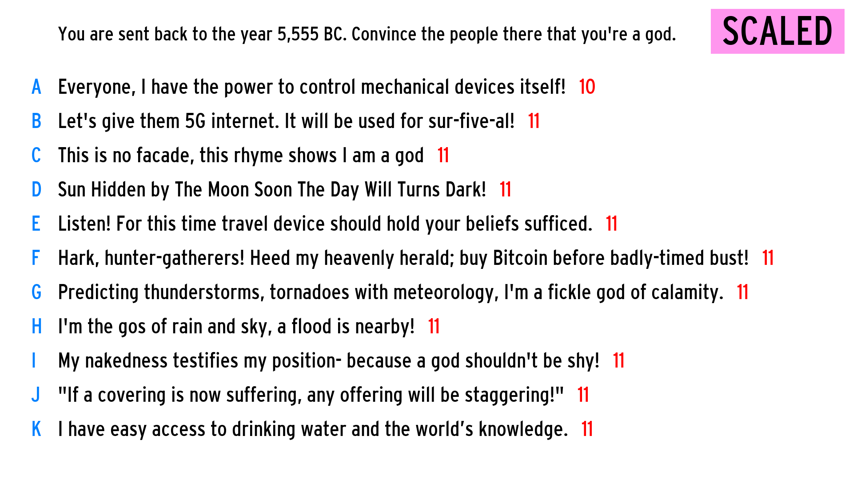 You are sent back to the year 5,555 BC. Convince the people there that you're a god.
SCALED
A Everyone, I have the power to control mechanical devices itself! 10
B Let's give them 5G internet. It will be used for sur-five-al! 11
C This is no facade, this rhyme shows I am a god 11
D Sun Hidden by The Moon Soon The Day Will Turns Dark! 11
E Listen! For this time travel device should hold your beliefs sufficed. 11
F Hark, hunter-gatherers! Heed my heavenly herald; buy Bitcoin before badly-timed bust! 11
G Predicting thunderstorms, tornadoes with meteorology, I'm a fickle god of calamity. 11
H I'm the gos of rain and sky, a flood is nearby! 11
I My nakedness testifies my position- because a god shouldn't be shy! 11
J "If a covering is now suffering, any offering will be staggering!" 11
K I have easy access to drinking water and the world’s knowledge. 11